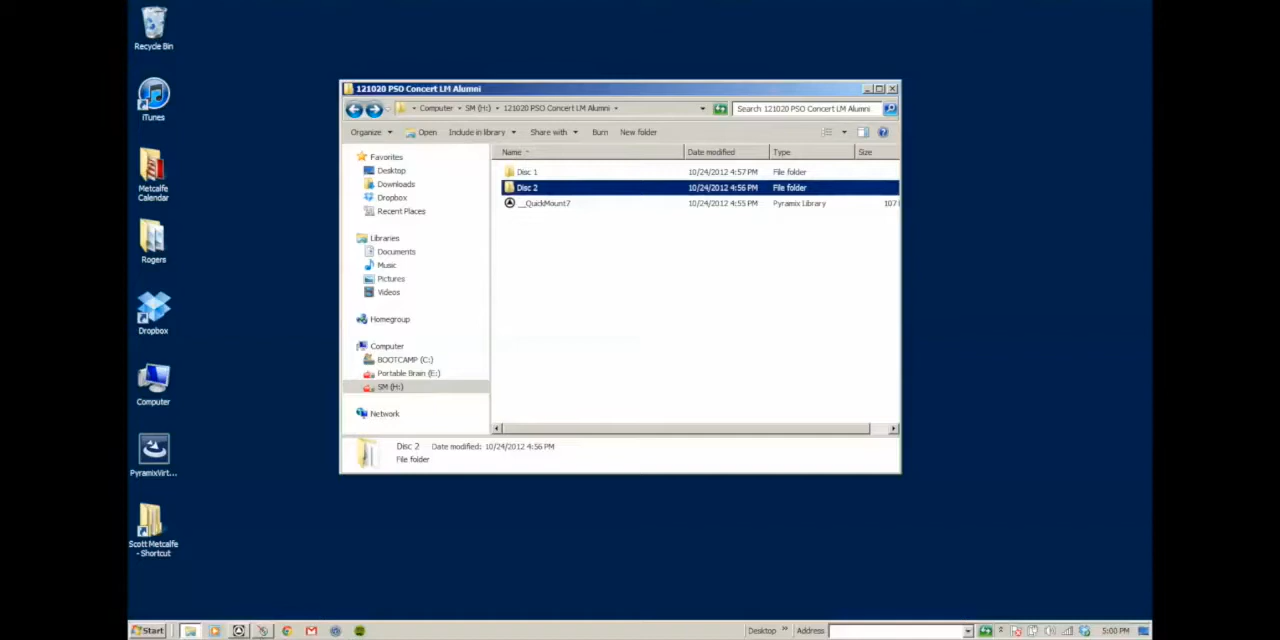 Recycle Bin
iTunes
Metcalfe
Calendar
Rogers
Dropbox
Computer
PyramixVirt...
Scott Metcalfe
- Shortcut
121020 PSO Concert LM Alumni
Computer SM (H:) 121020 PSO Concert LM Alumni
Search 121020 PSO Concert LM Alumni
Organize Open Include in library Share with Burn New folder
Favorites
Desktop
Downloads
Dropbox
Recent Places
Libraries
Documents
Music
Pictures
Videos
Homegroup
Computer
BOOTCAMP (C:)
Portable Brain (E:)
SM (H:)
Network
Name Date modified Type Size
Disc 1 10/24/2012 4:57 PM File folder
Disc 2 10/24/2012 4:56 PM File folder
__QuickMount7 10/24/2012 4:55 PM Pyramix Library 107
Disc 2 Date modified: 10/24/2012 4:56 PM
File folder
Start Desktop » Address 5:00 PM